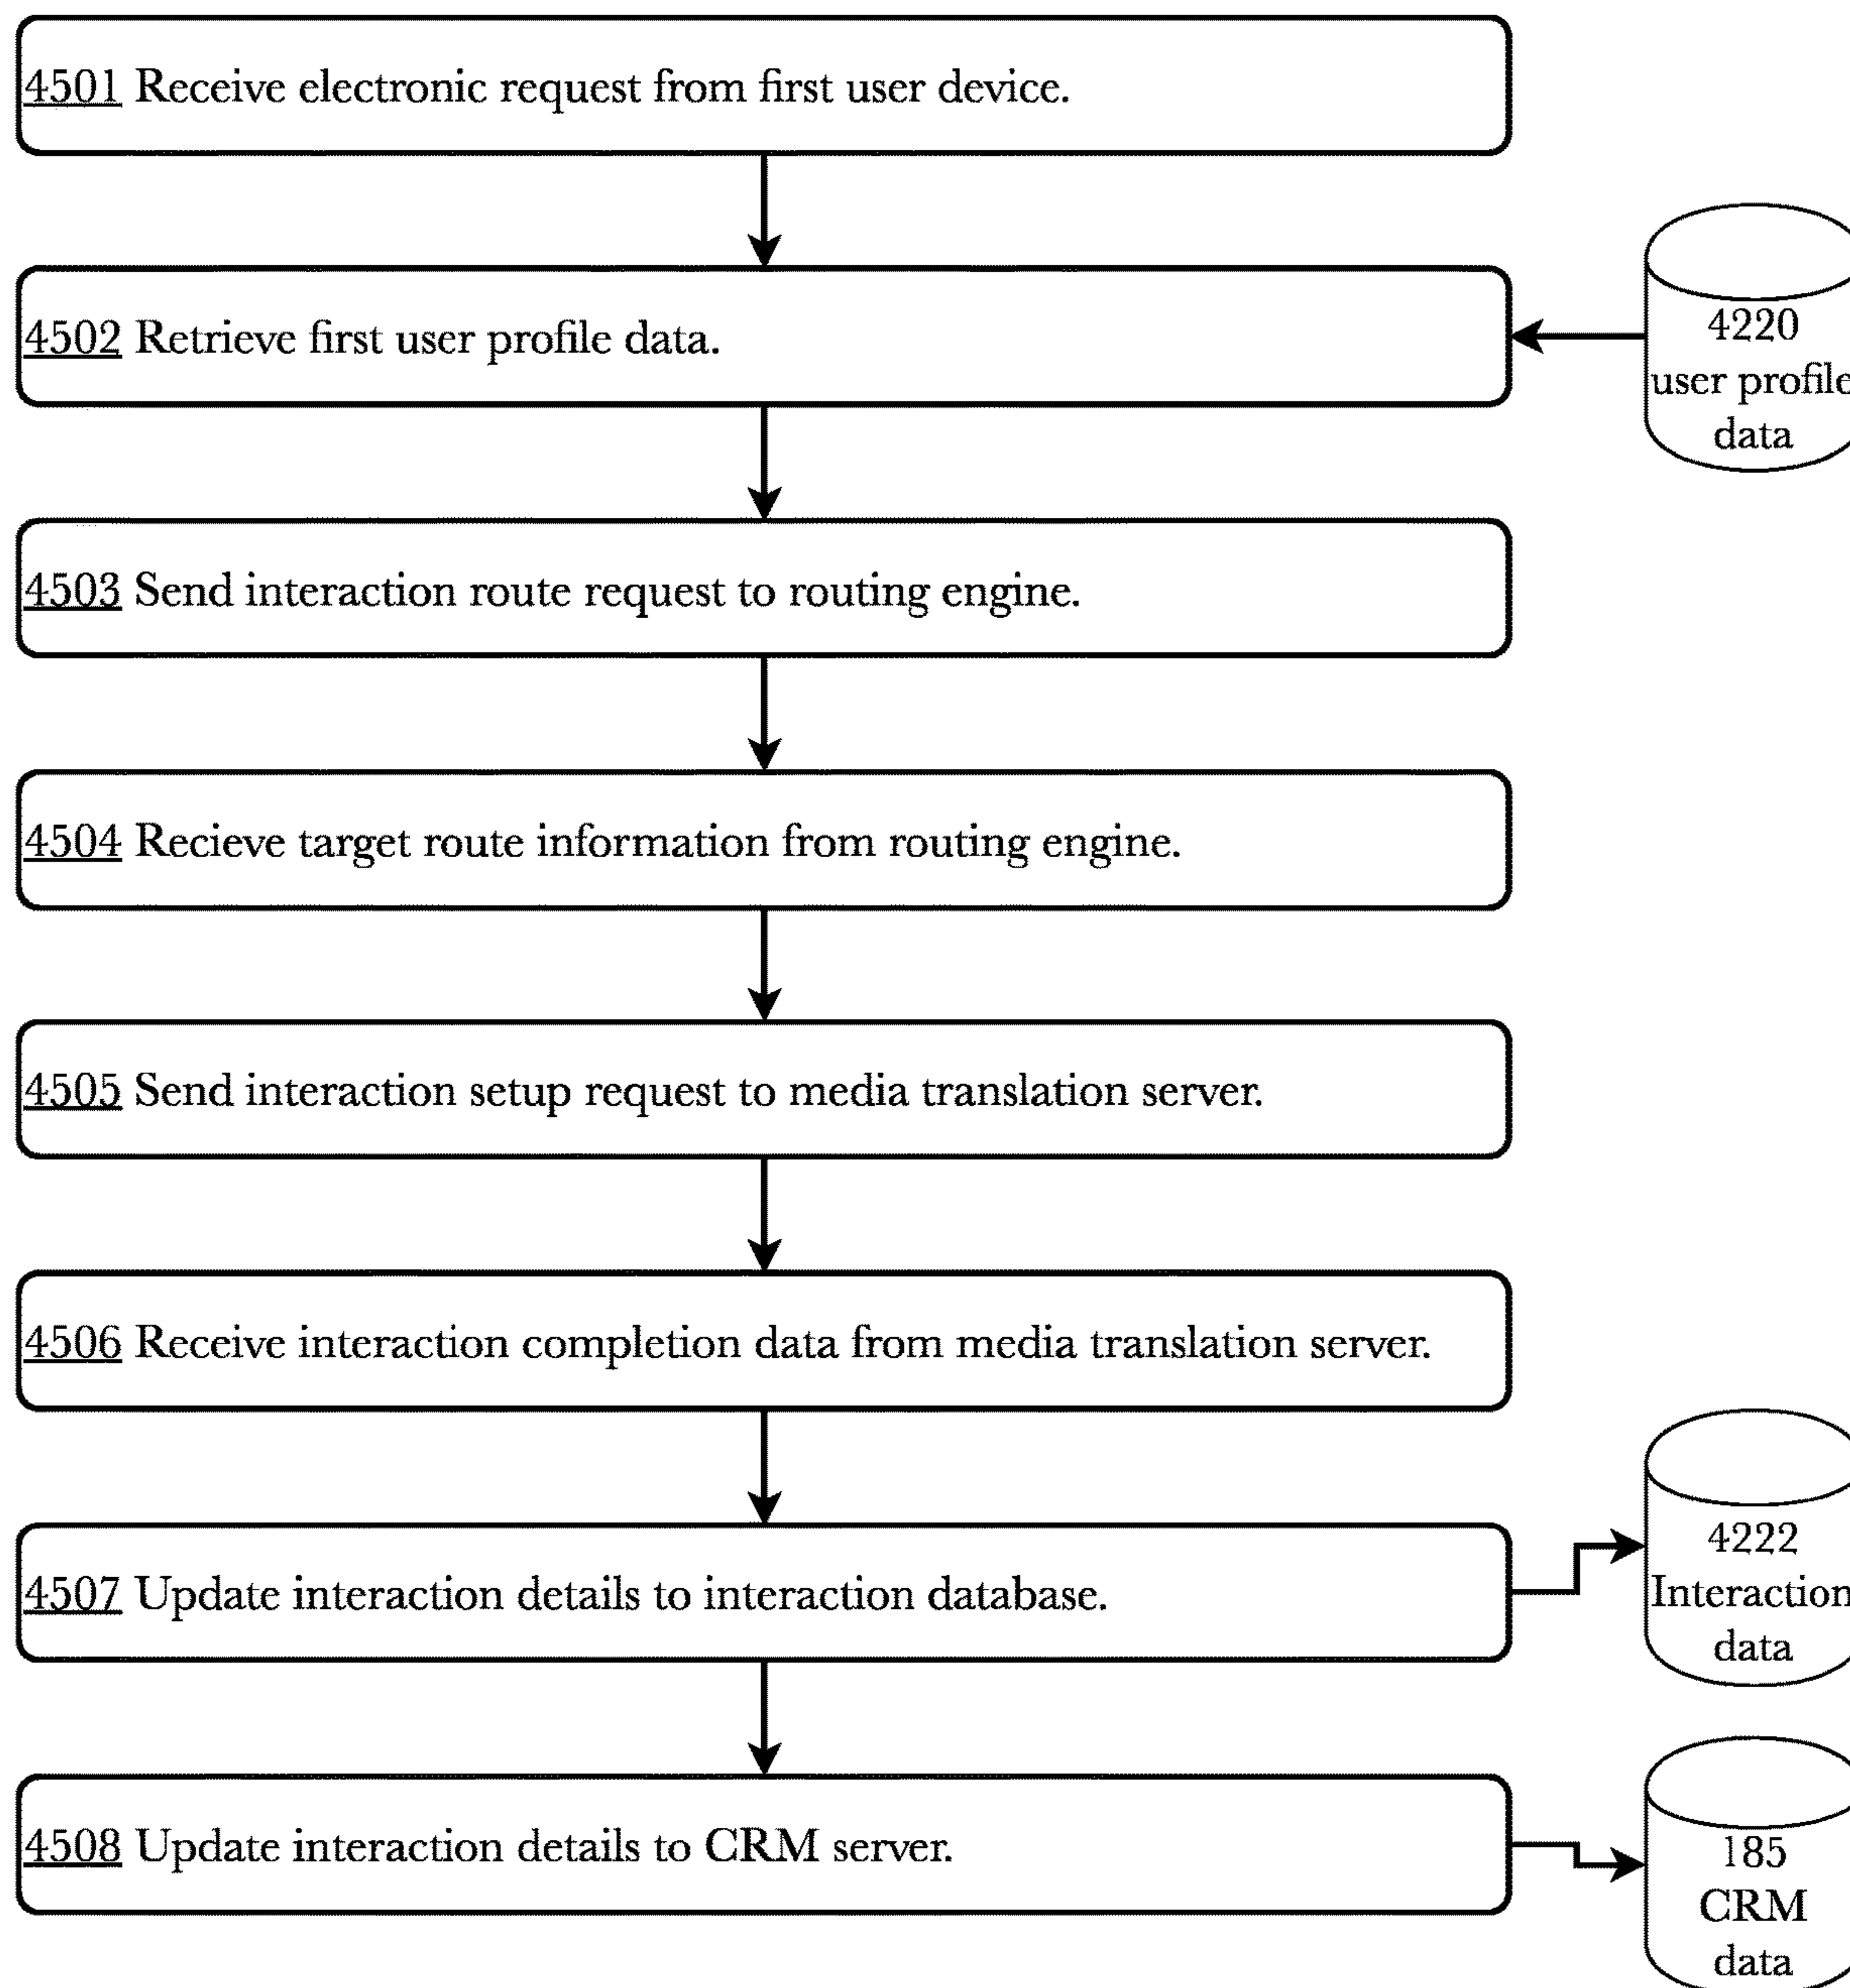 4501 Receive electronic request from first user device.
4502 Retrieve first user profile data.
4220
user profile
data
4503 Send interaction route request to routing engine.
4504 Recieve target route information from routing engine.
4505 Send interaction setup request to media translation server.
4506 Receive interaction completion data from media translation server.
4507 Update interaction details to interaction database.
4222
Interaction
data
4508 Update interaction details to CRM server.
185
CRM
data